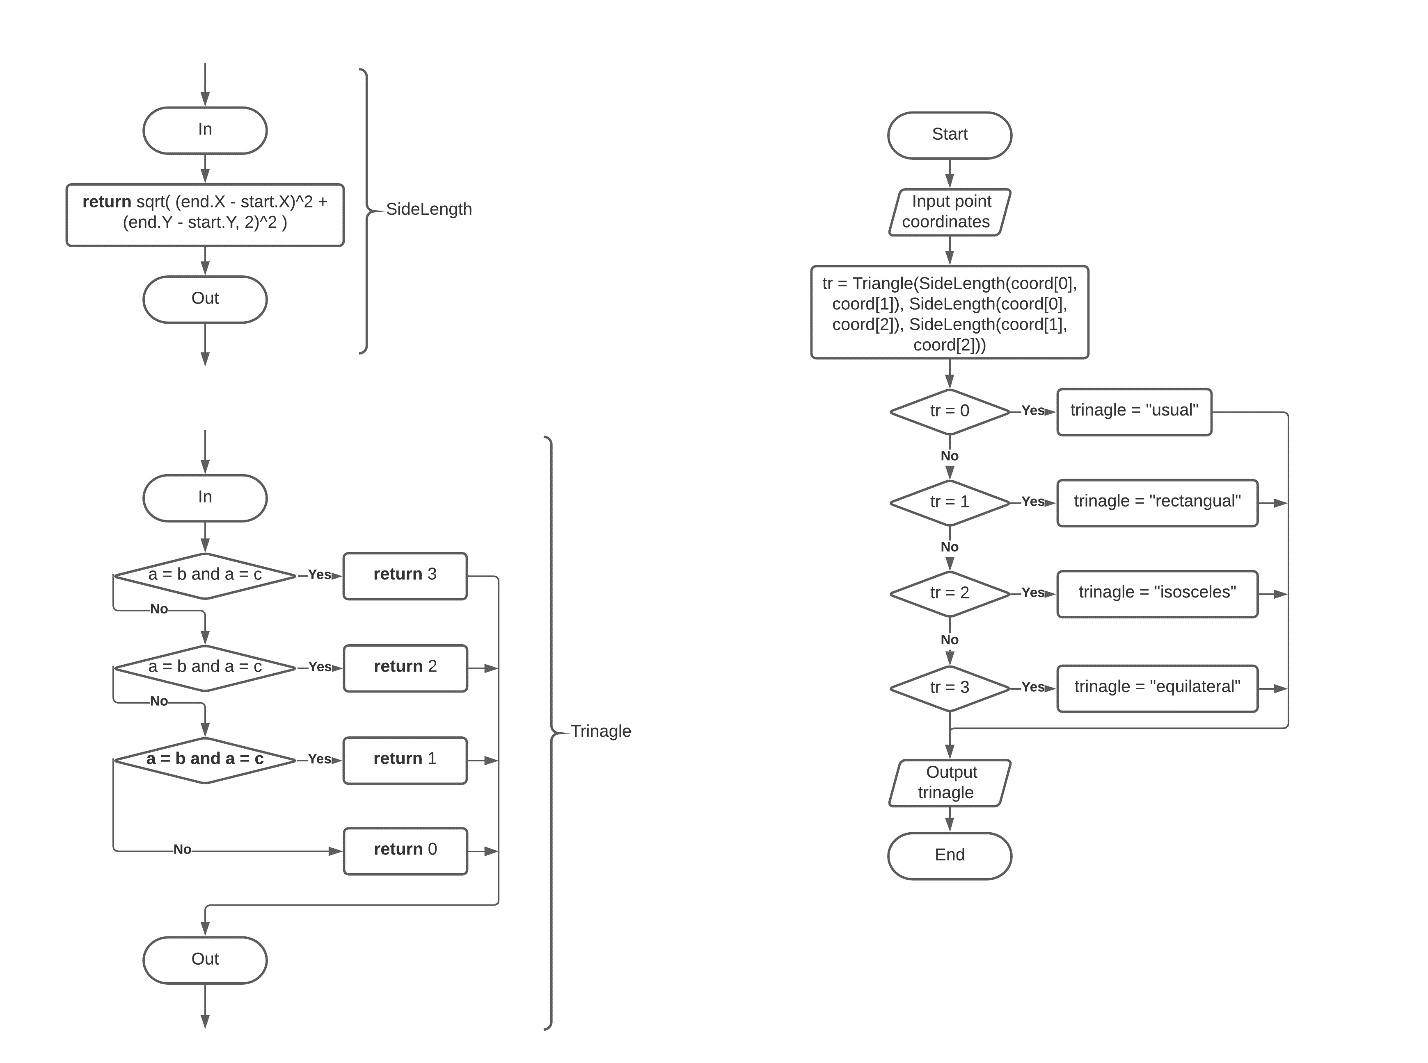 In
return sqrt( (end.X - start.X)^2 +
(end.Y - start.Y, 2)^2 )
Out
SideLength
In
a = b and a = c
Yes
return 3
No
a = b and a = c
Yes
return 2
No
a = b and a = c
Yes
return 1
No
return 0
Out
Trinagle
Start
Input point
coordinates
tr = Triangle(SideLength(coord[0],
coord[1]), SideLength(coord[0],
coord[2]), SideLength(coord[1],
coord[2]))
tr = 0
Yes
trinagle = "usual"
No
tr = 1
Yes
trinagle = "rectangual"
No
tr = 2
Yes
trinagle = "isosceles"
No
tr = 3
Yes
trinagle = "equilateral"
Output
trinagle
End